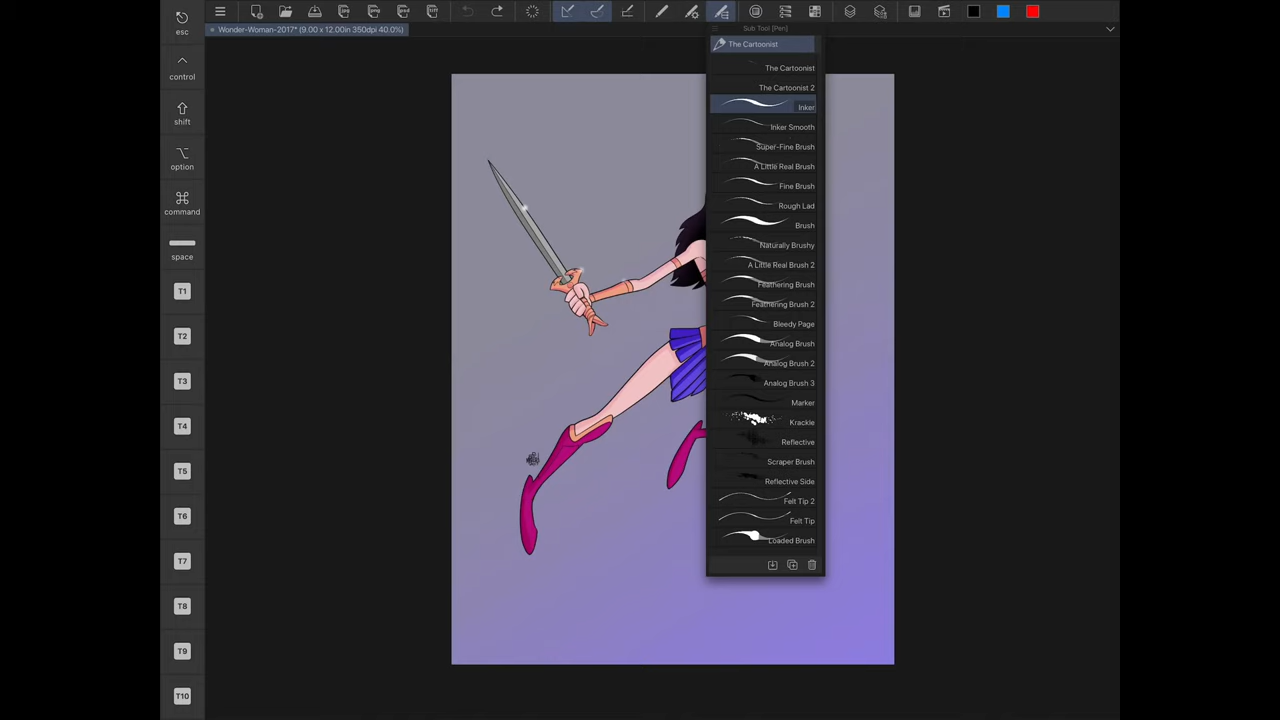 Sub Tool [Pen]
Wonder-Woman-2017* (9.00 x 12.00in 350dpi 40.0%)
esc
control
shift
option
command
space
T1
T2
T3
T4
T5
T6
T7
T8
T9
T10
The Cartoonist
The Cartoonist
The Cartoonist 2
Inker
Inker Smooth
Super-Fine Brush
A Little Real Brush
Fine Brush
Rough Lad
Brush
Naturally Brushy
A Little Real Brush 2
Feathering Brush
Feathering Brush 2
Bleedy Page
Analog Brush
Analog Brush 2
Analog Brush 3
Marker
Krackle
Reflective
Scraper Brush
Reflective Side
Felt Tip 2
Felt Tip
Loaded Brush